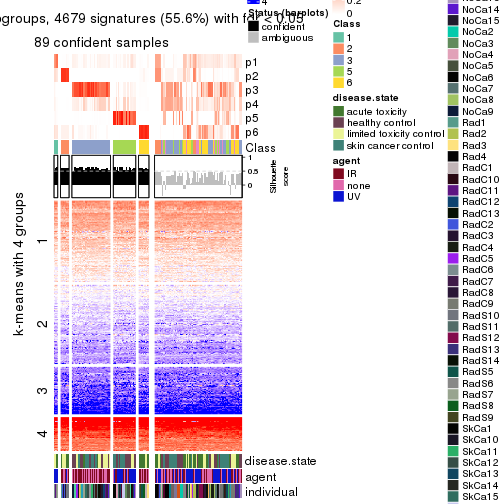 ogroups, 4679 signatures (55.6%) with fdr < 0.05
89 confident samples
p1
p2
p3
p4
p5
p6
Class
1
0.5
0
Silhouette
score
k-means with 4 groups
1
2
3
4
disease.state
agent
individual
4
Status (barplots)
confident
ambiguous
0.2
0
Class
1
2
3
5
6
disease.state
acute toxicity
healthy control
limited toxicity control
skin cancer control
agent
IR
none
UV
NoCa14
NoCa15
NoCa2
NoCa3
NoCa4
NoCa5
NoCa6
NoCa7
NoCa8
NoCa9
Rad1
Rad2
Rad3
Rad4
RadC1
RadC10
RadC11
RadC12
RadC13
RadC2
RadC3
RadC4
RadC5
RadC6
RadC7
RadC8
RadC9
RadS10
RadS11
RadS12
RadS13
RadS14
RadS5
RadS6
RadS7
RadS8
RadS9
SkCa1
SkCa10
SkCa11
SkCa12
SkCa13
SkCa14
SkCa15